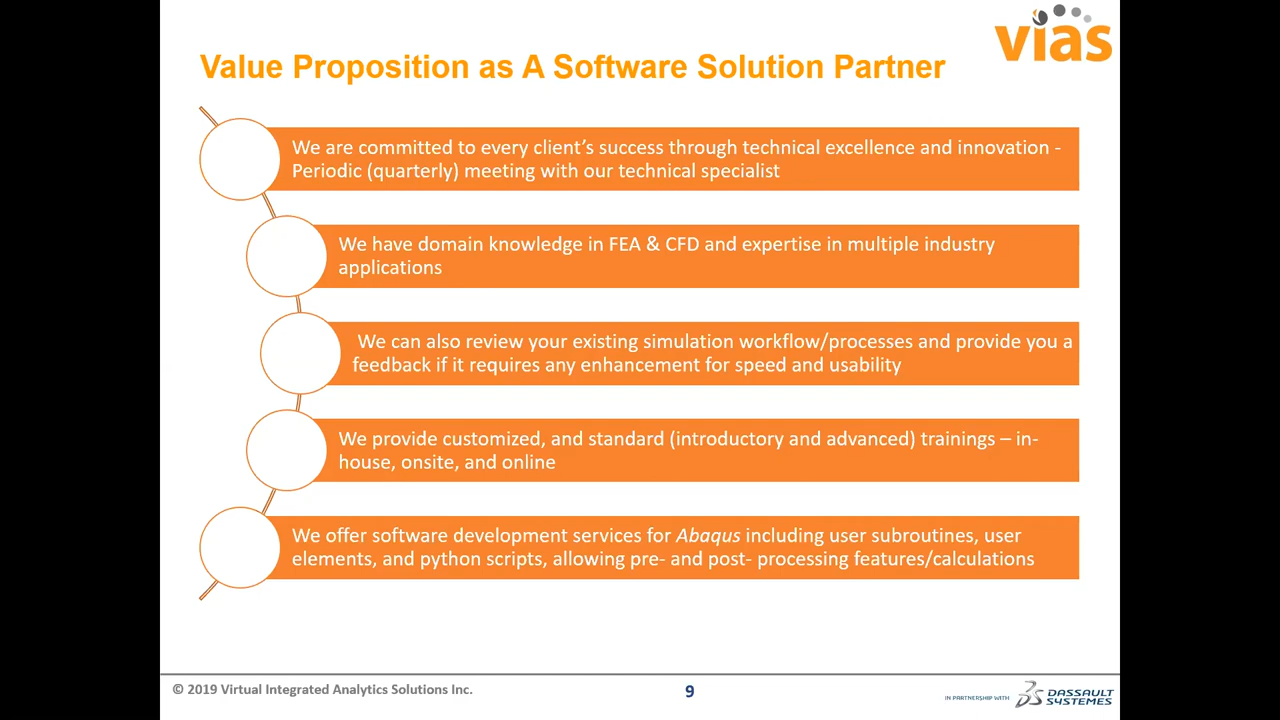 vias
Value Proposition as A Software Solution Partner
We are committed to every client’s success through technical excellence and innovation -
Periodic (quarterly) meeting with our technical specialist
We have domain knowledge in FEA & CFD and expertise in multiple industry
applications
We can also review your existing simulation workflow/processes and provide you a
feedback if it requires any enhancement for speed and usability
We provide customized, and standard (introductory and advanced) trainings – in-
house, onsite, and online
We offer software development services for Abaqus including user subroutines, user
elements, and python scripts, allowing pre- and post- processing features/calculations
© 2019 Virtual Integrated Analytics Solutions Inc.
9
IN PARTNERSHIP WITH
DASSAULT
SYSTEMES